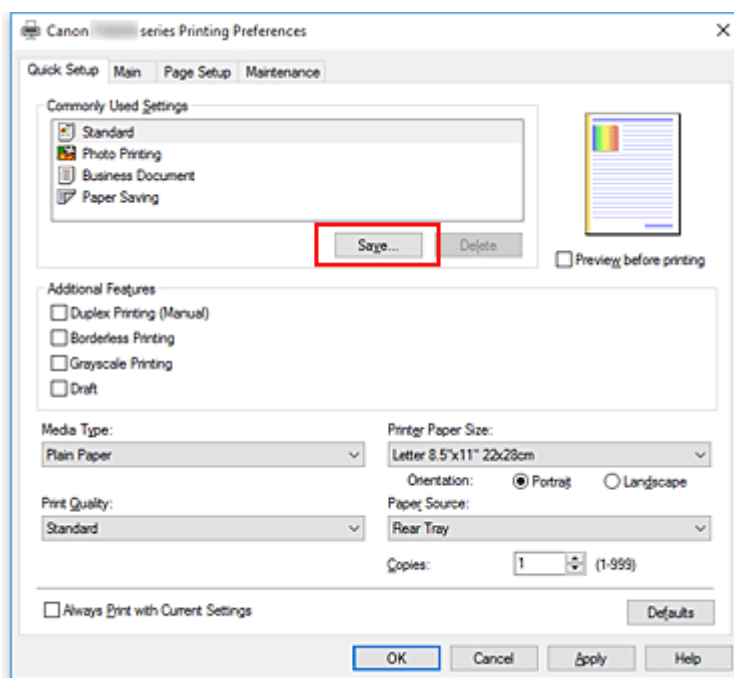 Canon series Printing Preferences
Quick Setup Main Page Setup Maintenance
Commonly Used Settings
Standard
Photo Printing
Business Document
Paper Saving
Save... Delete
Preview before printing
Addtional Features
Duplex Printing (Manual)
Borderless Printing
Grayscale Printing
Draft
Media Type: Printer Paper Size:
Plain Paper Letter 8.5"x11" 22x28cm
Orientation: Portrait Landscape
Print Quality: Paper Source:
Standard Rear Tray
Copies: 1 (1-999)
Always Print with Current Settings Defaults
OK Cancel Apply Help